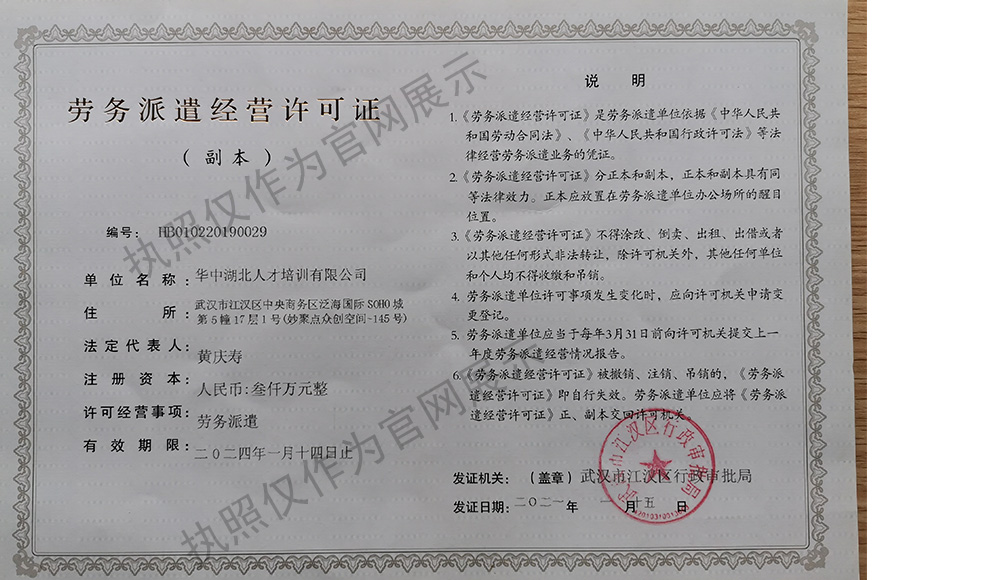 劳务派遣经营许可证
（副本）
编号： HB010220190029
单位名称：华中湖北人才培训有限公司
住所：武汉市江汉区中央商务区泛海国际SOHO城
第5幢17层1号(妙聚点众创空间-145号)
法定代表人：黄庆寿
注册资本：人民币:叁仟万元整
许可经营事项：劳务派遣
有效期限：二〇二四年一月十四日止
说 明
1.《劳务派遣经营许可证》是劳务派遣单位依据《中华人民共
和国劳动合同法》、《中华人民共和国行政许可法》等法
律经营劳务派遣业务的凭证。
2.《劳务派遣经营许可证》分正本和副本，正本和副本具有同
等法律效力。正本应放置在劳务派遣单位办公场所的醒目
位置。
3.《劳务派遣经营许可证》不得涂改、倒卖、出租、出借或者
以其他任何形式非法转让，除许可机关外，其他任何单位
和个人均不得收缴和吊销。
4. 劳务派遣单位许可事项发生变化时，应向许可机关申请变
更登记。
5. 劳务派遣单位应当于每年3月31日前向许可机关提交上一
年度劳务派遣经营情况报告。
6.《劳务派遣经营许可证》被撤销、注销、吊销的，《劳务派
遣经营许可证》即自行失效。劳务派遣单位应将《劳务派
遣经营许可证》正、副本交回许可机关。
发证机关：（盖章）武汉市江汉区行政审批局
发证日期：二〇二一年 一 月十五 日
武汉市江汉区行政审批局
执照仅作为官网展示
执照仅作为官网展示